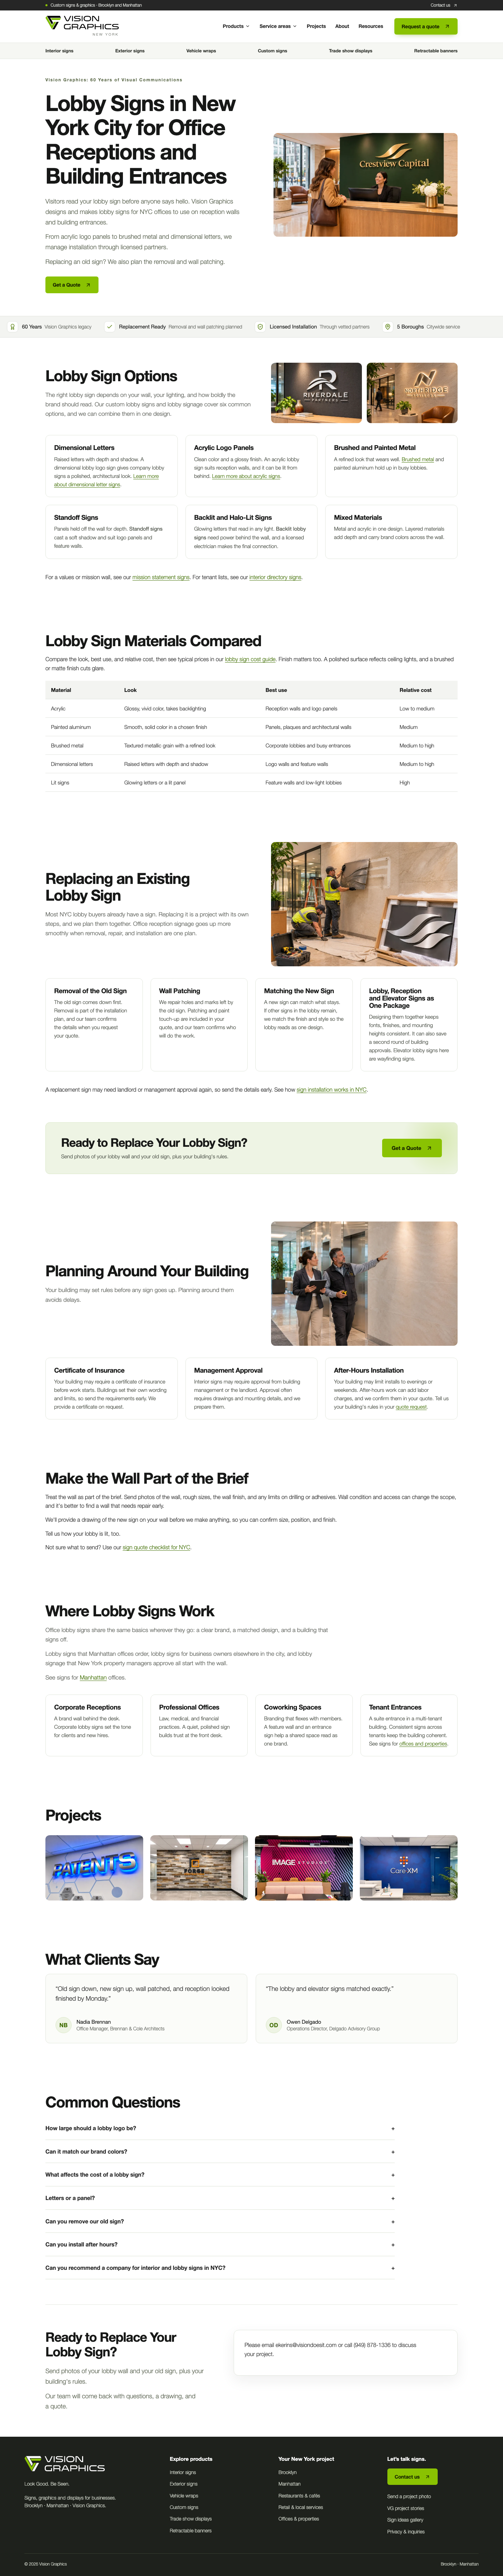 Custom signs & graphics · Brooklyn and Manhattan
Contact us
VISION
GRAPHICS
NEW YORK
Products
Service areas
Projects
About
Resources
Request a quote
Interior signs
Exterior signs
Vehicle wraps
Custom signs
Trade show displays
Retractable banners
Vision Graphics: 60 Years of Visual Communications
Lobby Signs in New
York City for Office
Receptions and
Building Entrances
Visitors read your lobby sign before anyone says hello. Vision Graphics
designs and makes lobby signs for NYC offices to use on reception walls
and building entrances.
From acrylic logo panels to brushed metal and dimensional letters, we
manage installation through licensed partners.
Replacing an old sign? We also plan the removal and wall patching.
Get a Quote
Crestview Capital
60 Years Vision Graphics legacy
Replacement Ready Removal and wall patching planned
Licensed Installation Through vetted partners
5 Boroughs Citywide service
Lobby Sign Options
The right lobby sign depends on your wall, your lighting, and how boldly the
brand should read. Our custom lobby signs and lobby signage cover six common
options, and we can combine them in one design.
RIVERDALE
PARTNERS
NORTHRIDGE
Dimensional Letters
Raised letters with depth and shadow. A
dimensional lobby logo sign gives company lobby
signs a polished, architectural look. Learn more
about dimensional letter signs.
Acrylic Logo Panels
Clean color and a glossy finish. An acrylic lobby
sign suits reception walls, and it can be lit from
behind. Learn more about acrylic signs.
Brushed and Painted Metal
A refined look that wears well. Brushed metal and
painted aluminum hold up in busy lobbies.
Standoff Signs
Panels held off the wall for depth. Standoff signs
cast a soft shadow and suit logo panels and
feature walls.
Backlit and Halo-Lit Signs
Glowing letters that read in any light. Backlit lobby
signs need power behind the wall, and a licensed
electrician makes the final connection.
Mixed Materials
Metal and acrylic in one design. Layered materials
add depth and carry brand colors across the wall.
For a values or mission wall, see our mission statement signs. For tenant lists, see our interior directory signs.
Lobby Sign Materials Compared
Compare the look, best use, and relative cost, then see typical prices in our lobby sign cost guide. Finish matters too. A polished surface reflects ceiling lights, and a brushed
or matte finish cuts glare.
Material Look Best use Relative cost
Acrylic Glossy, vivid color, takes backlighting Reception walls and logo panels Low to medium
Painted aluminum Smooth, solid color in a chosen finish Panels, plaques and architectural walls Medium
Brushed metal Textured metallic grain with a refined look Corporate lobbies and busy entrances Medium to high
Dimensional letters Raised letters with depth and shadow Logo walls and feature walls Medium to high
Lit signs Glowing letters or a lit panel Feature walls and low-light lobbies High
Replacing an Existing
Lobby Sign
Most NYC lobby buyers already have a sign. Replacing it is a project with its own
steps, and we plan them together. Office reception signage goes up more
smoothly when removal, repair, and installation are one plan.
Removal of the Old Sign
The old sign comes down first.
Removal is part of the installation
plan, and our team confirms
the details when you request
your quote.
Wall Patching
We repair holes and marks left by
the old sign. Patching and paint
touch-up are included in your
quote, and our team confirms who
will do the work.
Matching the New Sign
A new sign can match what stays.
If other signs in the lobby remain,
we match the finish and style so the
lobby reads as one design.
Lobby, Reception
and Elevator Signs as
One Package
Designing them together keeps
fonts, finishes, and mounting
heights consistent. It can also save
a second round of building
approvals. Elevator lobby signs here
are wayfinding signs.
A replacement sign may need landlord or management approval again, so send the details early. See how sign installation works in NYC.
Ready to Replace Your Lobby Sign?
Send photos of your lobby wall and your old sign, plus your building's rules.
Get a Quote
Planning Around Your Building
Your building may set rules before any sign goes up. Planning around them
avoids delays.
Certificate of Insurance
Your building may require a certificate of insurance
before work starts. Buildings set their own wording
and limits, so send the requirements early. We
provide a certificate on request.
Management Approval
Interior signs may require approval from building
management or the landlord. Approval often
requires drawings and mounting details, and we
prepare them.
After-Hours Installation
Your building may limit installs to evenings or
weekends. After-hours work can add labor
charges, and we confirm them in your quote. Tell us
your building's rules in your quote request.
Make the Wall Part of the Brief
Treat the wall as part of the brief. Send photos of the wall, rough sizes, the wall finish, and any limits on drilling or adhesives. Wall condition and access can change the scope,
and it's better to find a wall that needs repair early.
We'll provide a drawing of the new sign on your wall before we make anything, so you can confirm size, position, and finish.
Tell us how your lobby is lit, too.
Not sure what to send? Use our sign quote checklist for NYC.
Where Lobby Signs Work
Office lobby signs share the same basics wherever they go: a clear brand, a matched design, and a building that
signs off.
Lobby signs that Manhattan offices order, lobby signs for business owners elsewhere in the city, and lobby
signage that New York property managers approve all start with the wall.
See signs for Manhattan offices.
Corporate Receptions
A brand wall behind the desk.
Corporate lobby signs set the tone
for clients and new hires.
Professional Offices
Law, medical, and financial
practices. A quiet, polished sign
builds trust at the front desk.
Coworking Spaces
Branding that flexes with members.
A feature wall and an entrance
sign help a shared space read as
one brand.
Tenant Entrances
A suite entrance in a multi-tenant
building. Consistent signs across
tenants keep the building coherent.
See signs for offices and properties.
Projects
PATENTS
FORGE
IMAGE STUDIOS
CareXM
What Clients Say
“Old sign down, new sign up, wall patched, and reception looked
finished by Monday.”
NB
Nadia Brennan
Office Manager, Brennan & Cole Architects
“The lobby and elevator signs matched exactly.”
OD
Owen Delgado
Operations Director, Delgado Advisory Group
Common Questions
How large should a lobby logo be? +
Can it match our brand colors? +
What affects the cost of a lobby sign? +
Letters or a panel? +
Can you remove our old sign? +
Can you install after hours? +
Can you recommend a company for interior and lobby signs in NYC? +
Ready to Replace Your
Lobby Sign?
Send photos of your lobby wall and your old sign, plus your
building's rules.
Our team will come back with questions, a drawing, and
a quote.
Please email ekerins@visiondoesit.com or call (949) 878-1336 to discuss
your project.
VISION
GRAPHICS
Look Good. Be Seen.
Signs, graphics and displays for businesses.
Brooklyn · Manhattan · Vision Graphics.
Explore products
Interior signs
Exterior signs
Vehicle wraps
Custom signs
Trade show displays
Retractable banners
Your New York project
Brooklyn
Manhattan
Restaurants & cafés
Retail & local services
Offices & properties
Let's talk signs.
Contact us
Send a project photo
VG project stories
Sign ideas gallery
Privacy & inquiries
© 2026 Vision Graphics
Brooklyn · Manhattan